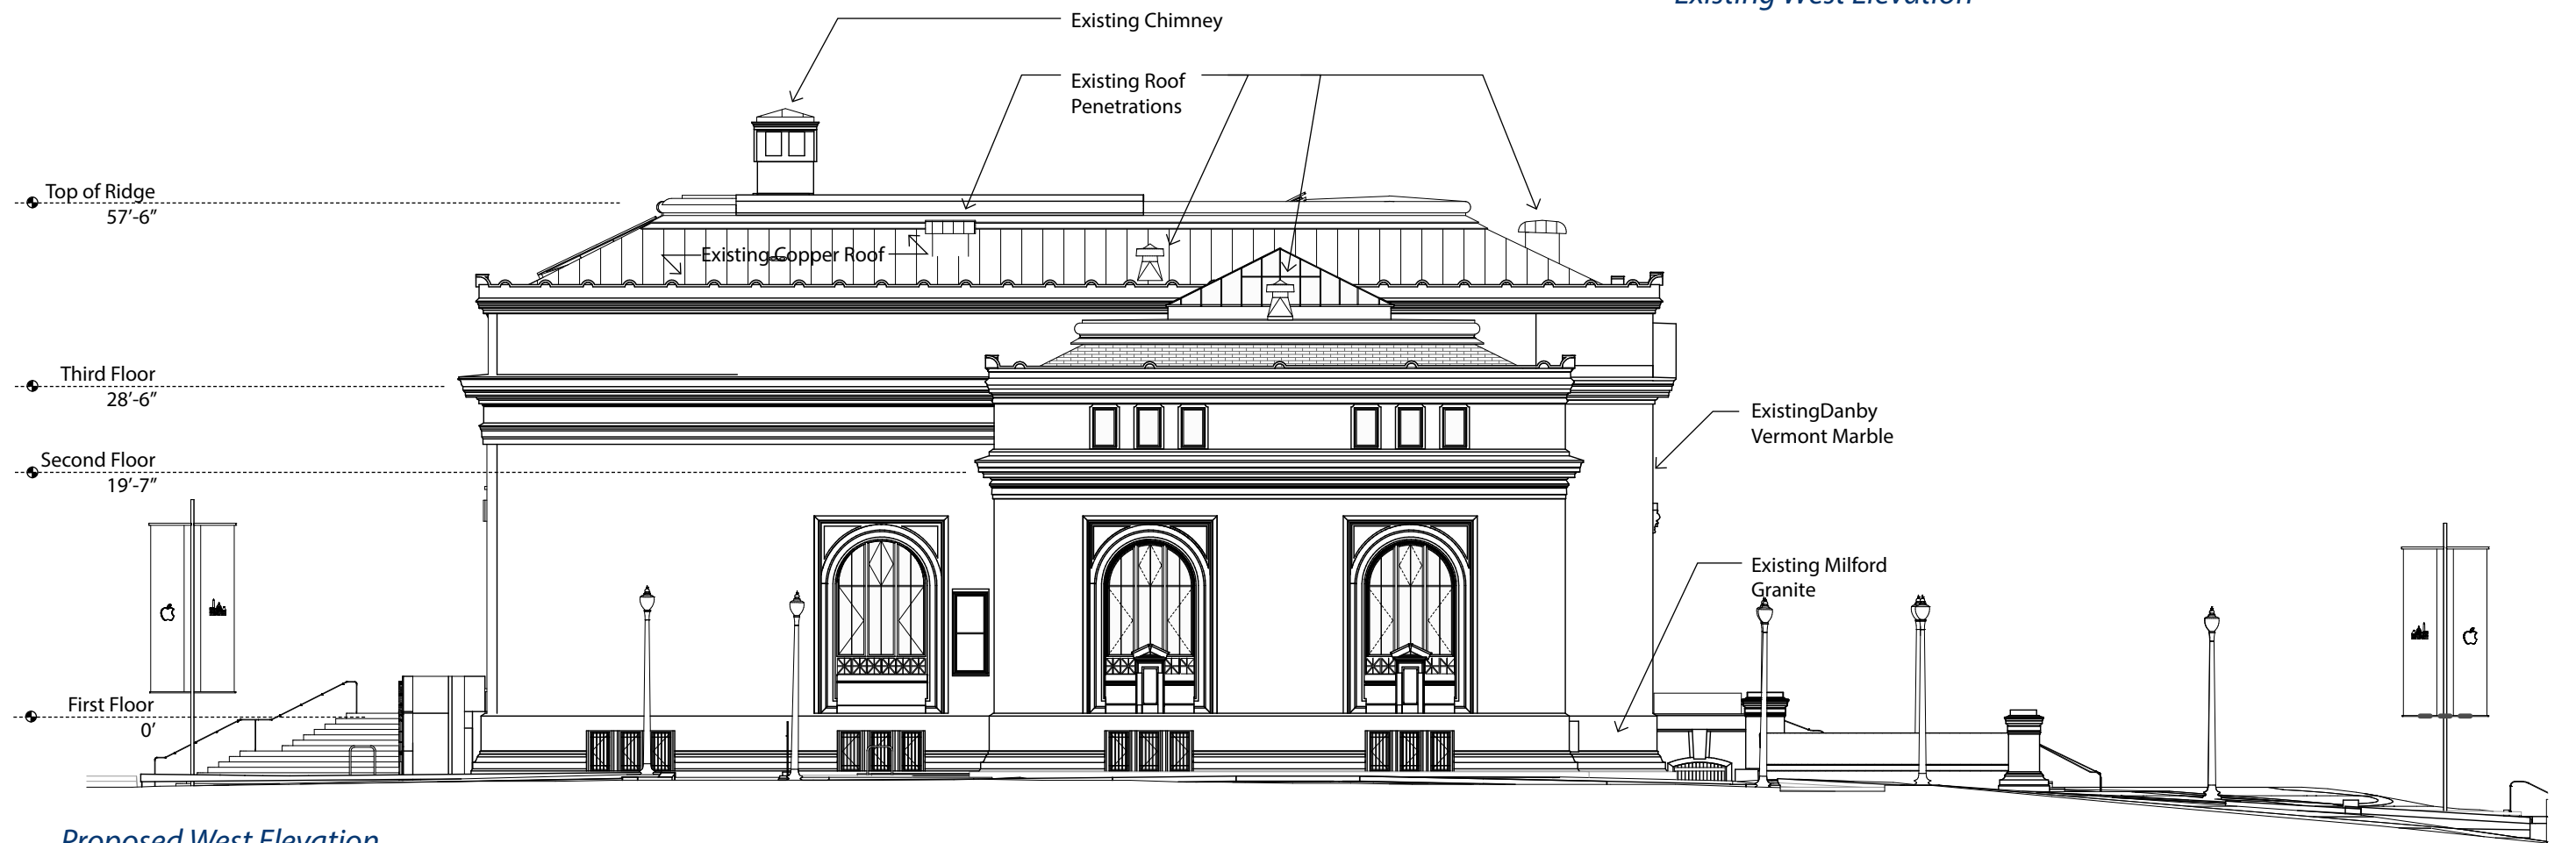 Existing West Elevation
Existing Chimney
Existing Roof
Penetrations
Top of Ridge
57'-6"
Existing Copper Roof
Third Floor
28'-6"
ExistingDanby
Vermont Marble
Second Floor
19'-7"
Existing Milford
Granite
First Floor
0'
Proposed West Elevation